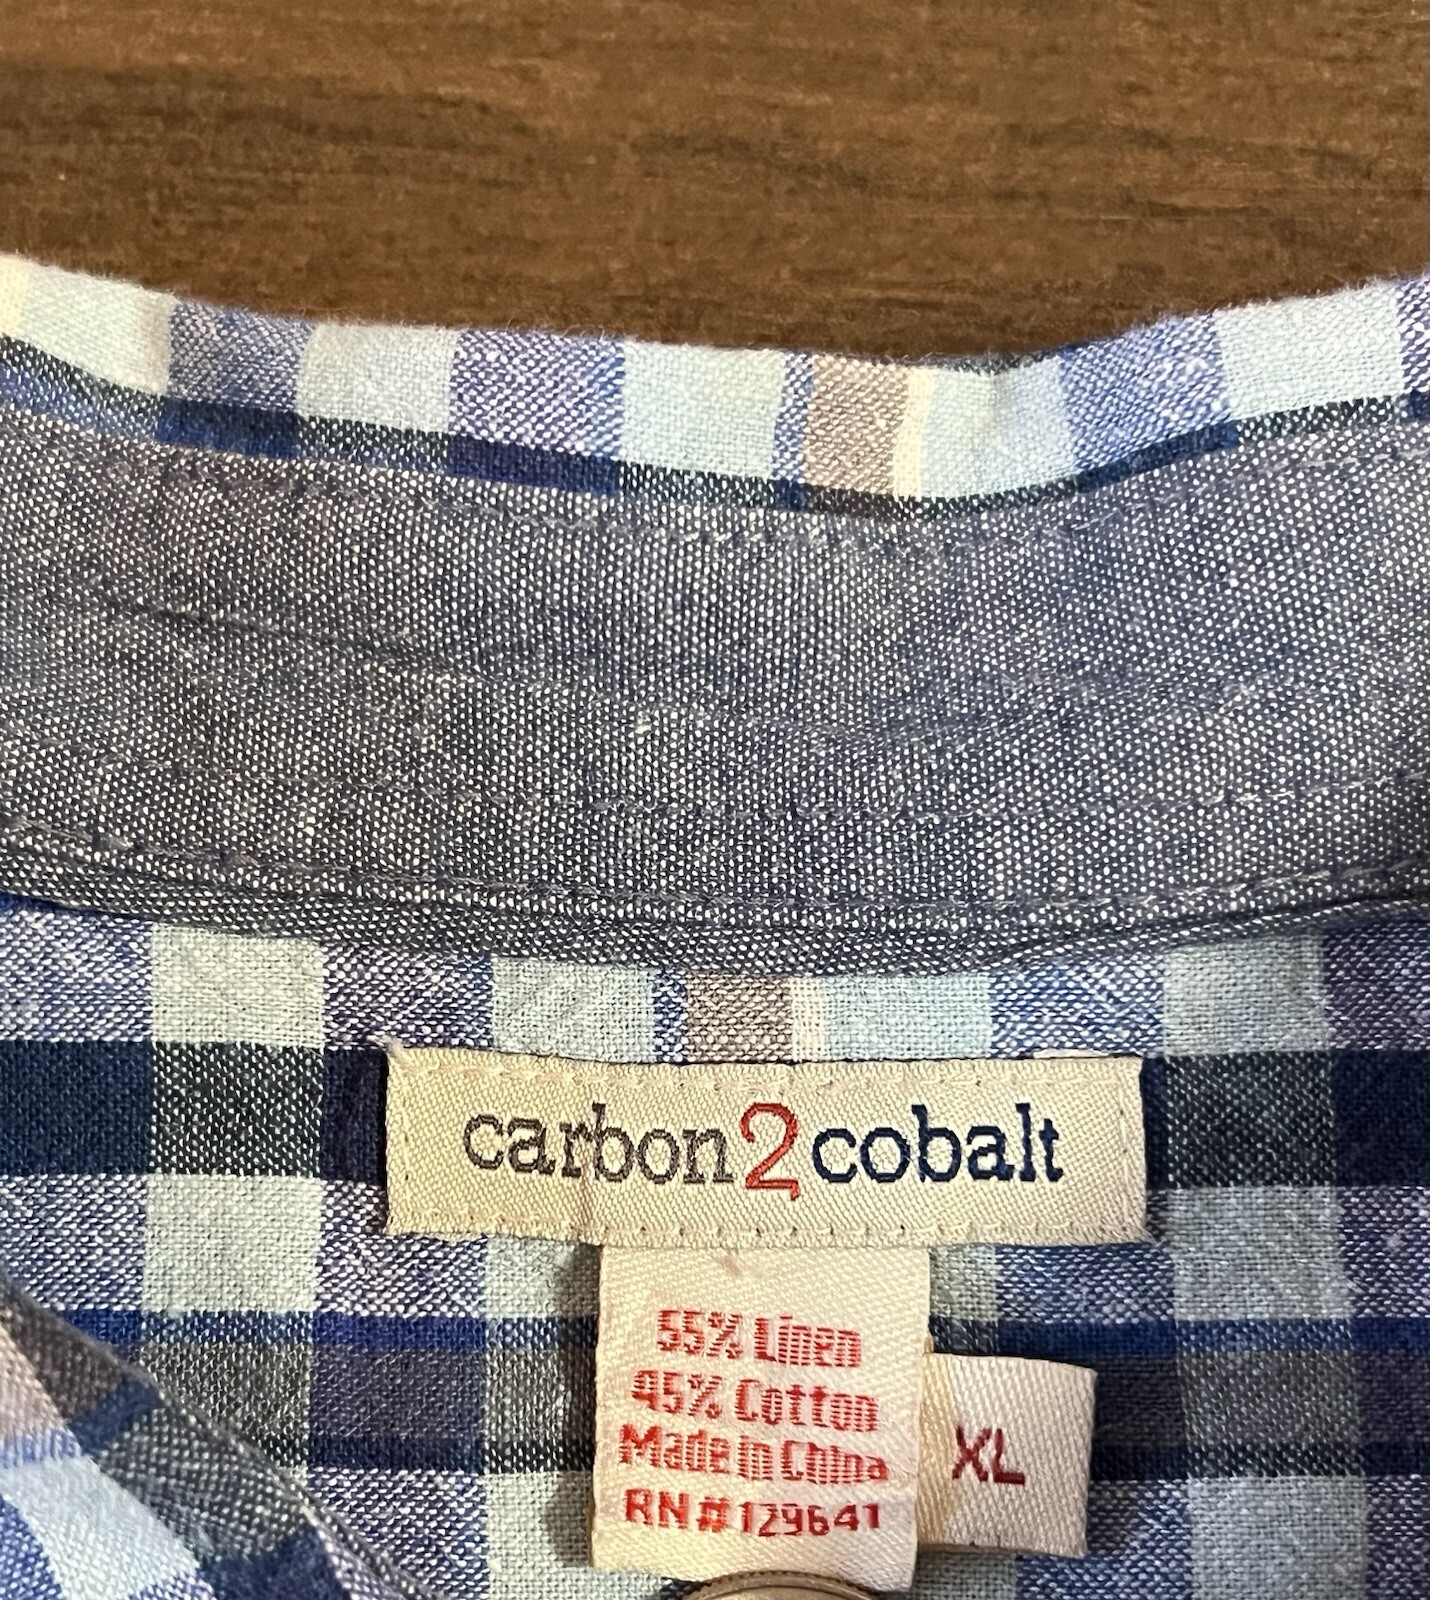 carbon2cobalt
55% Linen
45% Cotton
Made in China
RN#129641
XL